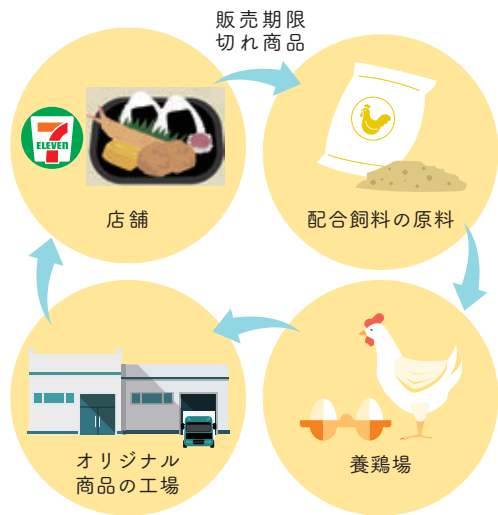 販売期限
切れ商品
7
ELEVEN
店舗
配合飼料の原料
オリジナル
商品の工場
養鶏場